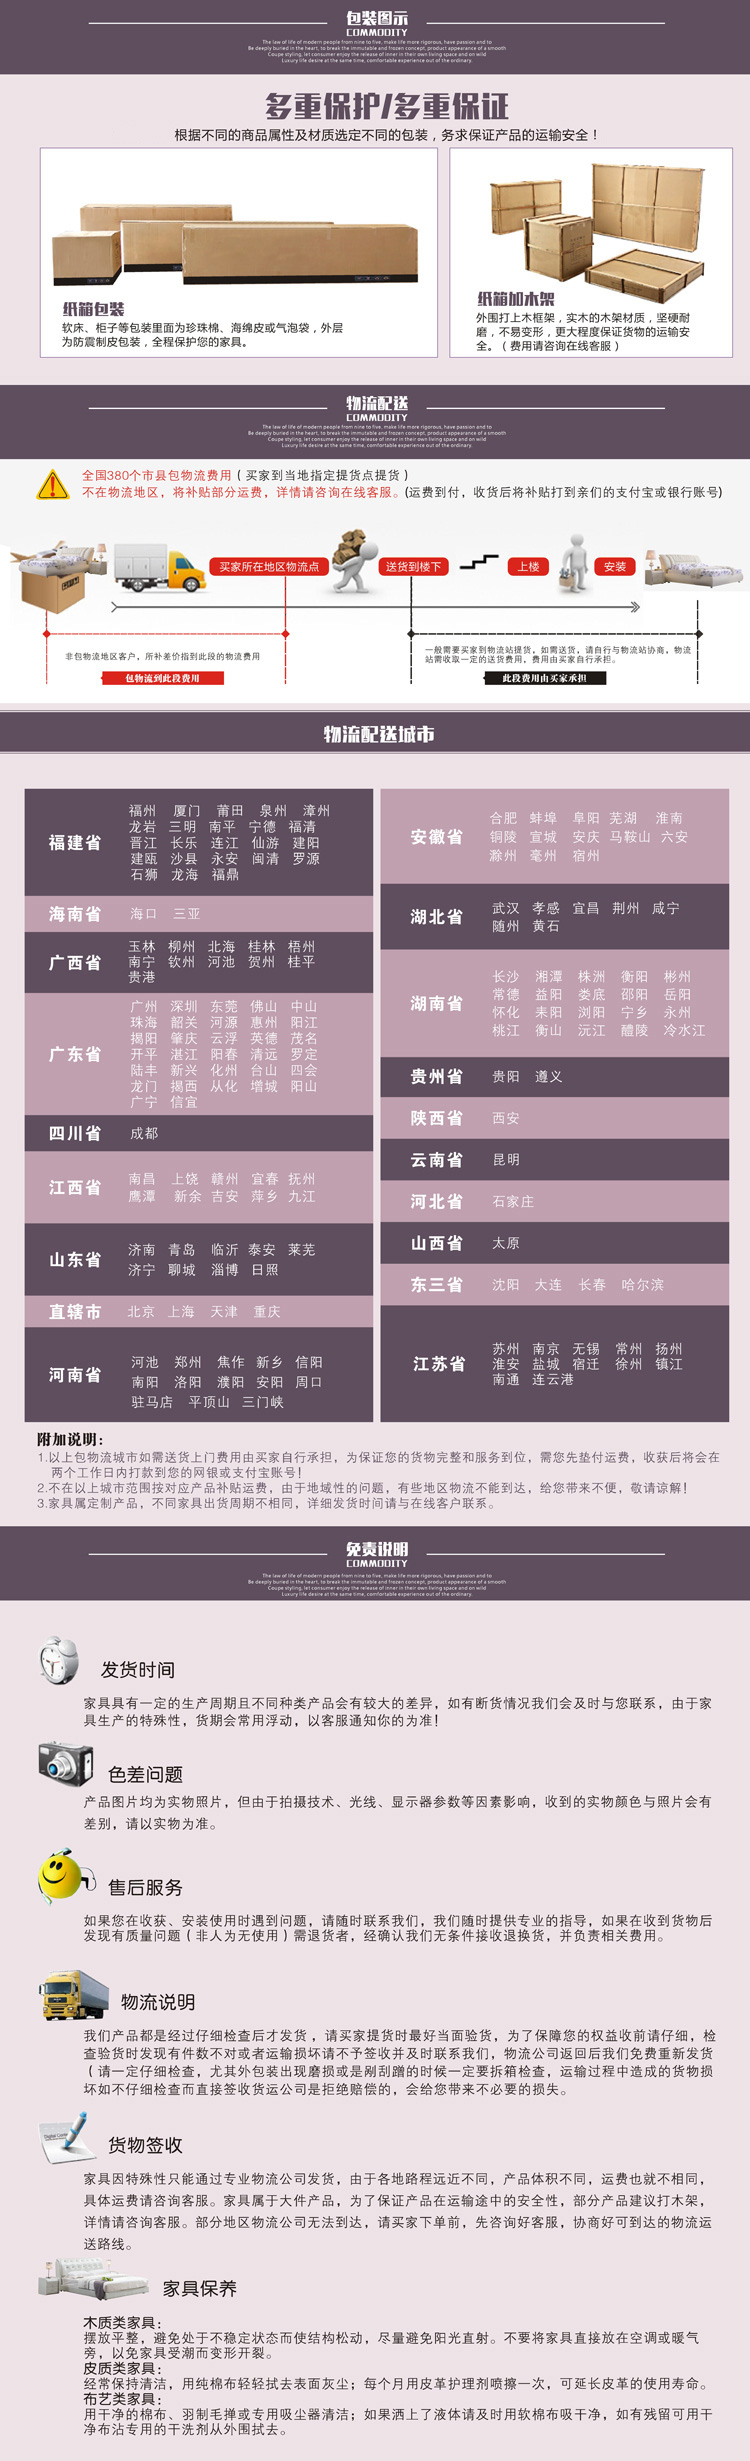 包装图示
COMMODITY
The law of life of modern people from nine to five, make life more rigorous, have passion and to
Be deeply buried in the heart, to break the immutable and frozen concept, product appearance of a smooth
Coupe styling, let consumer enjoy the release of inner in their own living space and on wild
Luxury life desire at the same time, comfortable experience out of the ordinary.
多重保护/多重保证
根据不同的商品属性及材质选定不同的包装，务求保证产品的运输安全！
纸箱包装
软床、柜子等包装里面为珍珠棉、海绵皮或气泡袋，外层
为防震制皮包装，全程保护您的家具。
纸箱加木架
外围打上木框架，实木的木架材质，坚硬耐
磨，不易变形，更大程度保证货物的运输安
全。（费用请咨询在线客服）
物流配送
COMMODITY
The law of life of modern people from nine to five, make life more rigorous, have passion and to
Be deeply buried in the heart, to break the immutable and frozen concept, product appearance of a smooth
Coupe styling, let consumer enjoy the release of inner in their own living space and on wild
Luxury life desire at the same time, comfortable experience out of the ordinary.
全国380个市县包物流费用（买家到当地指定提货点提货）
不在物流地区，将补贴部分运费，详情请咨询在线客服。(运费到付，收货后将补贴打到亲们的支付宝或银行账号)
买家所在地区物流点 送货到楼下 上楼 安装
非包物流地区客户，所补差价指到此段的物流费用
包物流到此段费用
一般需要买家到物流站提货，如需送货，请自行与物流站协商，物流
站需收取一定的送货费用，费用由买家自行承担。
此段费用由买家承担
物流配送城市
福建省
福州 厦门 莆田 泉州 漳州
龙岩 三明 南平 宁德 福清
晋江 长乐 连江 仙游 建阳
建瓯 沙县 永安 闽清 罗源
石狮 龙海 福鼎
海南省
海口 三亚
广西省
玉林 柳州 北海 桂林 梧州
南宁 钦州 河池 贺州 桂平
贵港
广东省
广州 深圳 东莞 佛山 中山
珠海 韶关 河源 惠州 阳江
揭阳 肇庆 云浮 英德 茂名
开平 湛江 阳春 清远 罗定
陆丰 新兴 化州 台山 四会
龙门 揭西 从化 增城 阳山
广宁 信宜
四川省
成都
江西省
南昌 上饶 赣州 宜春 抚州
鹰潭 新余 吉安 萍乡 九江
山东省
济南 青岛 临沂 泰安 莱芜
济宁 聊城 淄博 日照
直辖市
北京 上海 天津 重庆
河南省
河池 郑州 焦作 新乡 信阳
南阳 洛阳 濮阳 安阳 周口
驻马店 平顶山 三门峡
安徽省
合肥 蚌埠 阜阳 芜湖 淮南
铜陵 宣城 安庆 马鞍山 六安
滁州 亳州 宿州
湖北省
武汉 孝感 宜昌 荆州 咸宁
随州 黄石
湖南省
长沙 湘潭 株洲 衡阳 彬州
常德 益阳 娄底 邵阳 岳阳
怀化 耒阳 浏阳 宁乡 永州
桃江 衡山 沅江 醴陵 冷水江
贵州省
贵阳 遵义
陕西省
西安
云南省
昆明
河北省
石家庄
山西省
太原
东三省
沈阳 大连 长春 哈尔滨
江苏省
苏州 南京 无锡 常州 扬州
淮安 盐城 宿迁 徐州 镇江
南通 连云港
附加说明：
1.以上包物流城市如需送货上门费用由买家自行承担，为保证您的货物完整和服务到位，需您先垫付运费，收获后将会在
两个工作日内打款到您的网银或支付宝账号！
2.不在以上城市范围按对应产品补贴运费，由于地域性的问题，有些地区物流不能到达，给您带来不便，敬请谅解！
3.家具属定制产品，不同家具出货周期不相同，详细发货时间请与在线客户联系。
免责说明
COMMODITY
The law of life of modern people from nine to five, make life more rigorous, have passion and to
Be deeply buried in the heart, to break the immutable and frozen concept, product appearance of a smooth
Coupe styling, let consumer enjoy the release of inner in their own living space and on wild
Luxury life desire at the same time, comfortable experience out of the ordinary.
发货时间
家具具有一定的生产周期且不同种类产品会有较大的差异，如有断货情况我们会及时与您联系，由于家
具生产的特殊性，货期会常用浮动，以客服通知你的为准！
色差问题
产品图片均为实物照片，但由于拍摄技术、光线、显示器参数等因素影响，收到的实物颜色与照片会有
差别，请以实物为准。
售后服务
如果您在收获、安装使用时遇到问题，请随时联系我们，我们随时提供专业的指导，如果在收到货物后
发现有质量问题（非人为无使用）需退货者，经确认我们无条件接收退换货，并负责相关费用。
物流说明
我们产品都是经过仔细检查后才发货，请买家提货时最好当面验货，为了保障您的权益收前请仔细，检
查验货时发现有件数不对或者运输损坏请不予签收并及时联系我们，物流公司返回后我们免费重新发货
（请一定仔细检查，尤其外包装出现磨损或是剐刮蹭的时候一定要拆箱检查，运输过程中造成的货物损
坏如不仔细检查而直接签收货运公司是拒绝赔偿的，会给您带来不必要的损失。
货物签收
家具因特殊性只能通过专业物流公司发货，由于各地路程远近不同，产品体积不同，运费也就不相同，
具体运费请咨询客服。家具属于大件产品，为了保证产品在运输途中的安全性，部分产品建议打木架，
详情请咨询客服。部分地区物流公司无法到达，请买家下单前，先咨询好客服，协商好可到达的物流运
送路线。
家具保养
木质类家具：
摆放平整，避免处于不稳定状态而使结构松动，尽量避免阳光直射。不要将家具直接放在空调或暖气
旁，以免家具受潮而变形开裂。
皮质类家具：
经常保持清洁，用纯棉布轻轻拭去表面灰尘；每个月用皮革护理剂喷擦一次，可延长皮革的使用寿命。
布艺类家具：
用干净的棉布、羽制毛掸或专用吸尘器清洁；如果洒上了液体请及时用软棉布吸干净，如有残留可用干
净布沾专用的干洗剂从外围拭去。